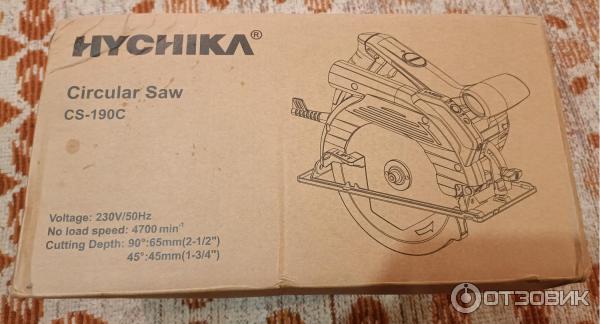 HYCHIKA®
Circular Saw
CS-190C
Voltage: 230V/50Hz
No load speed: 4700 min⁻¹
Cutting Depth: 90°:65mm(2-1/2")
45°:45mm(1-3/4")
ОТЗОВИК